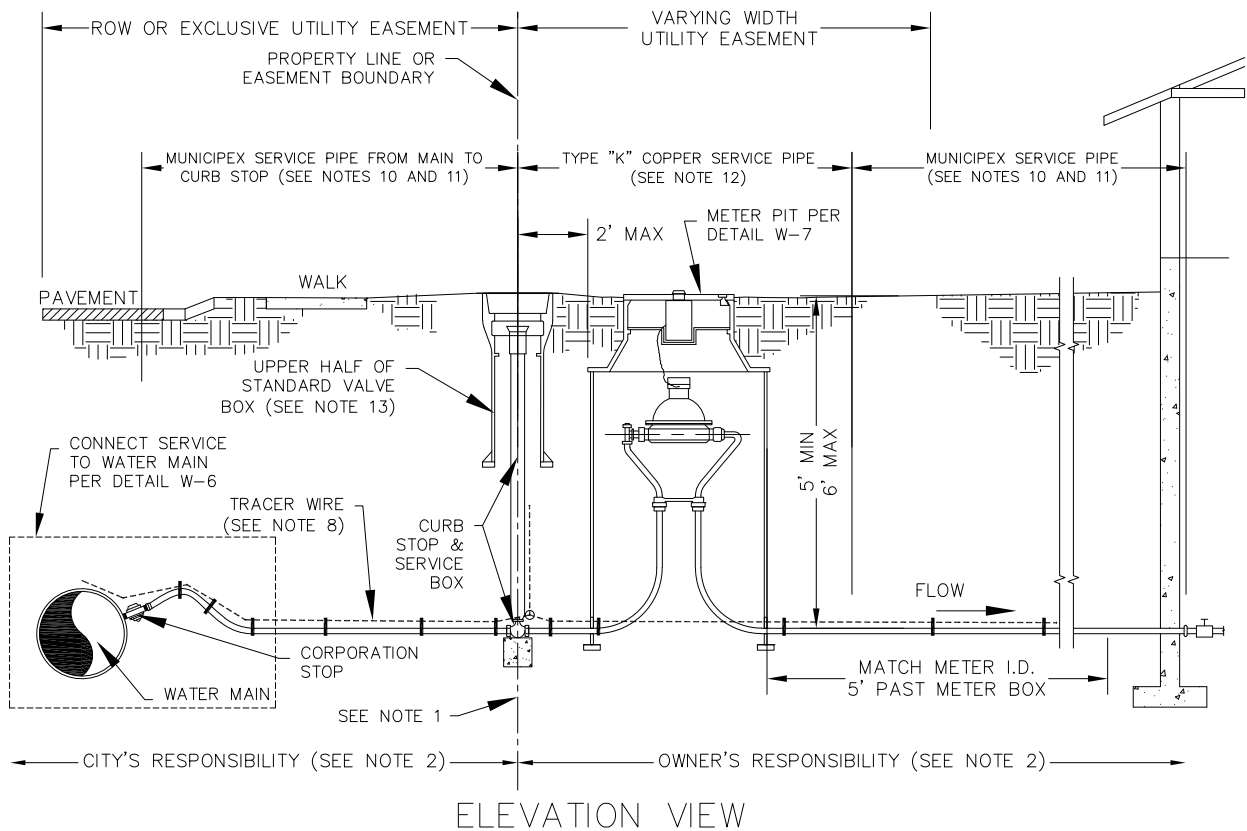 ROW OR EXCLUSIVE UTILITY EASEMENT
VARYING WIDTH
UTILITY EASEMENT
PROPERTY LINE OR
EASEMENT BOUNDARY
MUNICIPEX SERVICE PIPE FROM MAIN TO
CURB STOP (SEE NOTES 10 AND 11)
TYPE "K" COPPER SERVICE PIPE
(SEE NOTE 12)
MUNICIPEX SERVICE PIPE
(SEE NOTES 10 AND 11)
2' MAX
METER PIT PER
DETAIL W-7
PAVEMENT
WALK
UPPER HALF OF
STANDARD VALVE
BOX (SEE NOTE 13)
CONNECT SERVICE
TO WATER MAIN
PER DETAIL W-6
TRACER WIRE
(SEE NOTE 8)
CURB
STOP &
SERVICE
BOX
5' MIN
6' MAX
FLOW
CORPORATION
STOP
WATER MAIN
MATCH METER I.D.
5' PAST METER BOX
SEE NOTE 1
CITY'S RESPONSIBILITY (SEE NOTE 2)
OWNER'S RESPONSIBILITY (SEE NOTE 2)
ELEVATION VIEW